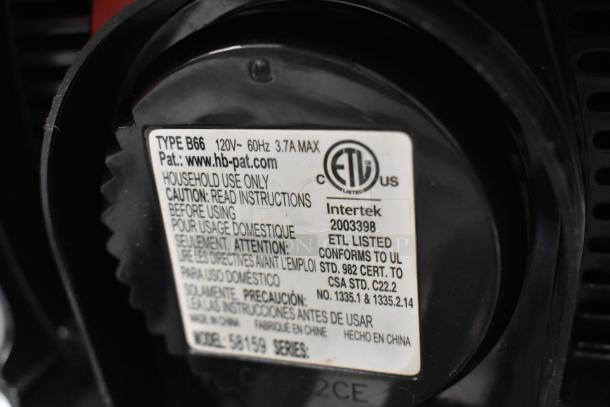 TYPE B66 120V~ 60Hz 3.7A MAX
Pat.: www.hb-pat.com
HOUSEHOLD USE ONLY
CAUTION: READ INSTRUCTIONS
BEFORE USING
POUR USAGE DOMESTIQUE
SEULEMENT. ATTENTION:
LIRE LES DIRECTIVES AVANT L'EMPLOI
PARA USO DOMÉSTICO
SOLAMENTE. PRECAUCIÓN:
LEA LAS INSTRUCCIONES ANTES DE USAR
MADE IN CHINA FABRIQUÉ EN CHINE HECHO EN CHINA
MODEL: 58159 SERIES:
C ETL US
LISTED
Intertek
2003398
ETL LISTED
CONFORMS TO UL
STD. 982 CERT. TO
CSA STD. C22.2
NO. 1335.1 & 1335.2.14
2CE